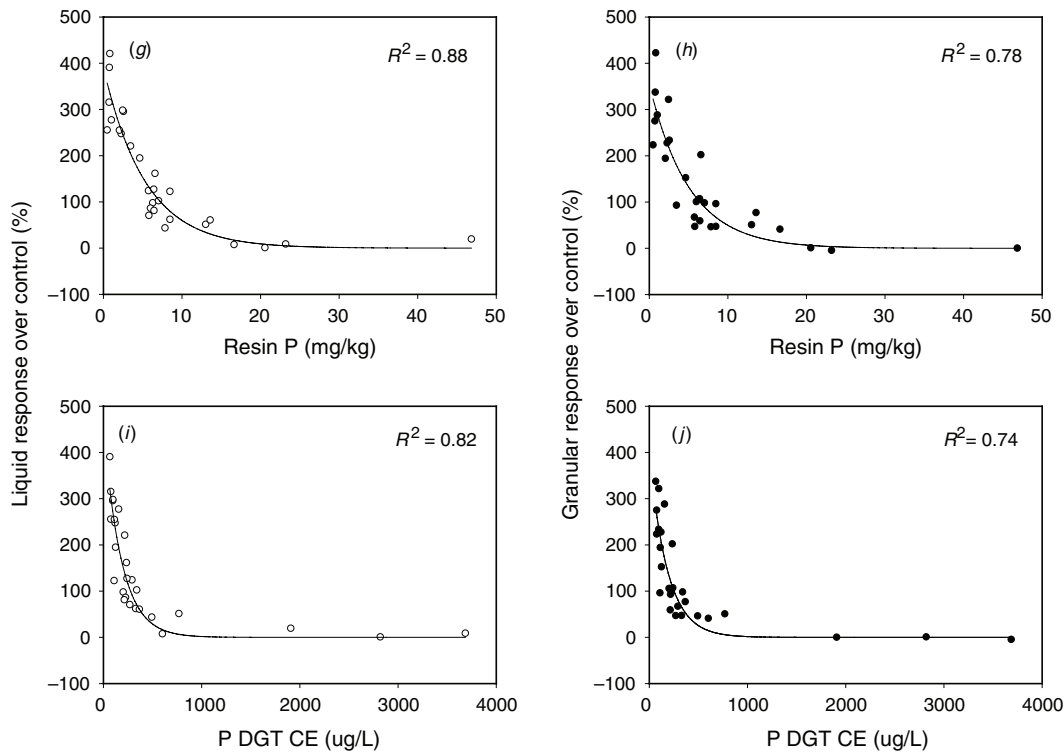 500
400
300
200
100
0
−100
(g)
R² = 0.88
0 10 20 30 40 50
Resin P (mg/kg)
500
400
300
200
100
0
−100
(h)
R² = 0.78
0 10 20 30 40 50
Resin P (mg/kg)
Liquid response over control (%)
Granular response over control (%)
500
400
300
200
100
0
−100
(i)
R² = 0.82
0 1000 2000 3000 4000
P DGT CE (ug/L)
500
400
300
200
100
0
−100
(j)
R² = 0.74
0 1000 2000 3000 4000
P DGT CE (ug/L)